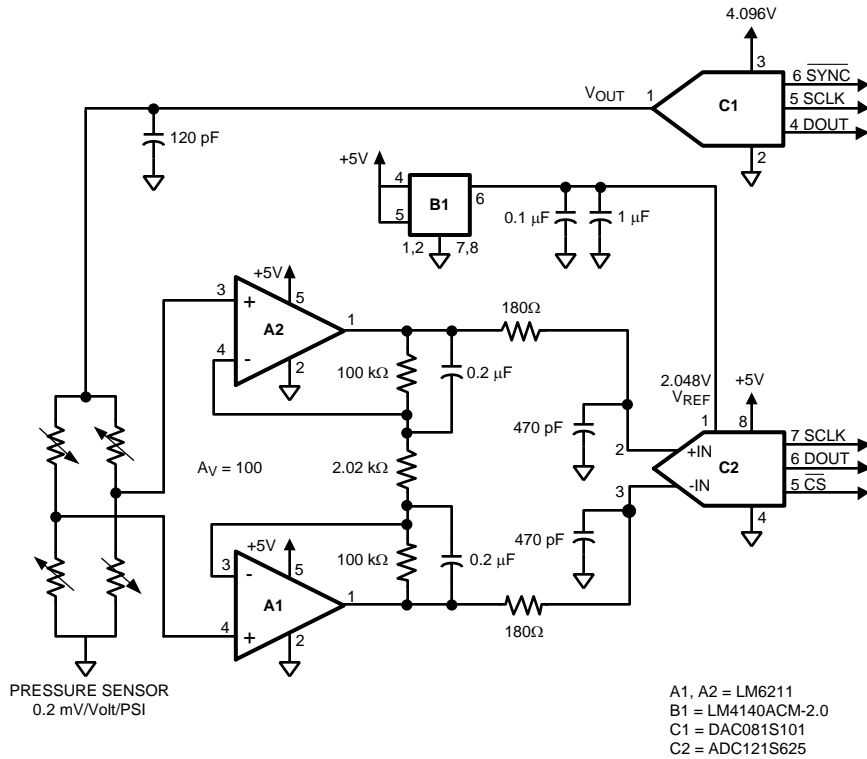 4.096V
3
6 SYNC
VOUT 1 C1 5 SCLK
4 DOUT
2
120 pF
+5V
4 B1 6
5
1,2 7,8
0.1 µF 1 µF
+5V
3 + 5
A2 1
4 - 2
180Ω
100 kΩ 0.2 µF
2.048V +5V
VREF
1 8
470 pF
2 +IN 7 SCLK
C2 6 DOUT
3 -IN 5 CS
4
AV = 100
2.02 kΩ
470 pF
+5V
3 - 5
100 kΩ 0.2 µF
A1 1
4 + 2
180Ω
PRESSURE SENSOR
0.2 mV/Volt/PSI
A1, A2 = LM6211
B1 = LM4140ACM-2.0
C1 = DAC081S101
C2 = ADC121S625